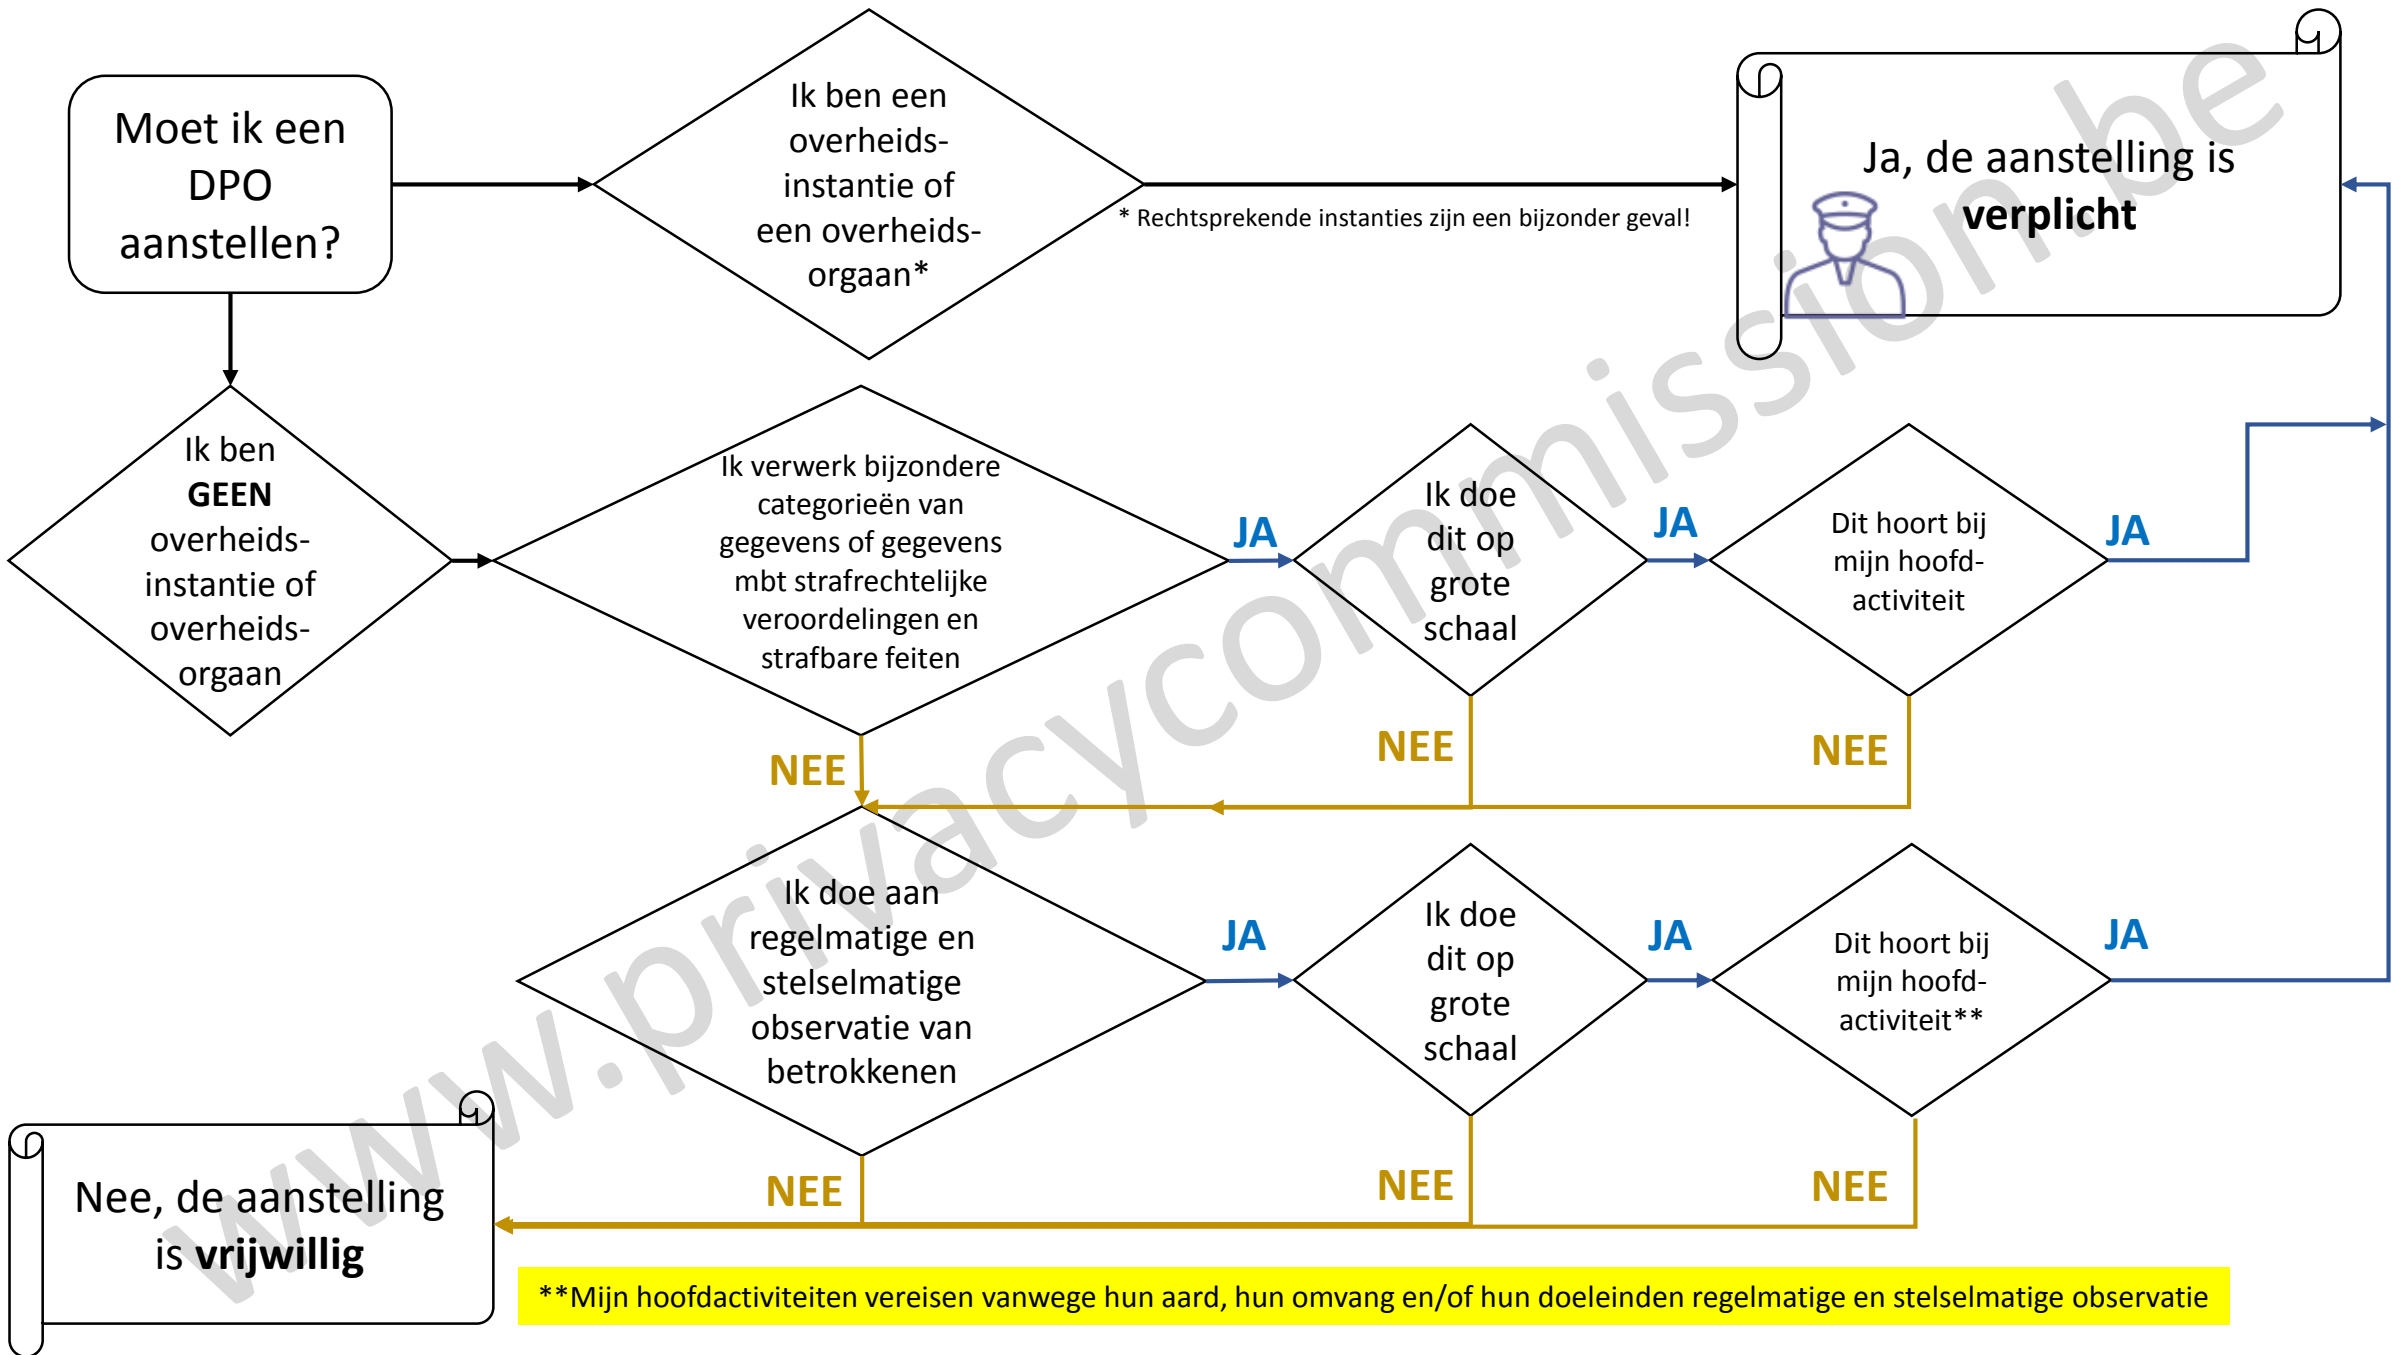 Moet ik een
DPO
aanstellen?
Ik ben een
overheids-
instantie of
een overheids-
orgaan*
* Rechtsprekende instanties zijn een bijzonder geval!
Ja, de aanstelling is
verplicht
Ik ben
GEEN
overheids-
instantie of
overheids-
orgaan
Ik verwerk bijzondere
categorieën van
gegevens of gegevens
mbt strafrechtelijke
veroordelingen en
strafbare feiten
JA
Ik doe
dit op
grote
schaal
JA
Dit hoort bij
mijn hoofd-
activiteit
JA
NEE
NEE
NEE
Ik doe aan
regelmatige en
stelselmatige
observatie van
betrokkenen
JA
Ik doe
dit op
grote
schaal
JA
Dit hoort bij
mijn hoofd-
activiteit**
JA
NEE
NEE
NEE
Nee, de aanstelling
is vrijwillig
**Mijn hoofdactiviteiten vereisen vanwege hun aard, hun omvang en/of hun doeleinden regelmatige en stelselmatige observatie
www.privacycommission.be